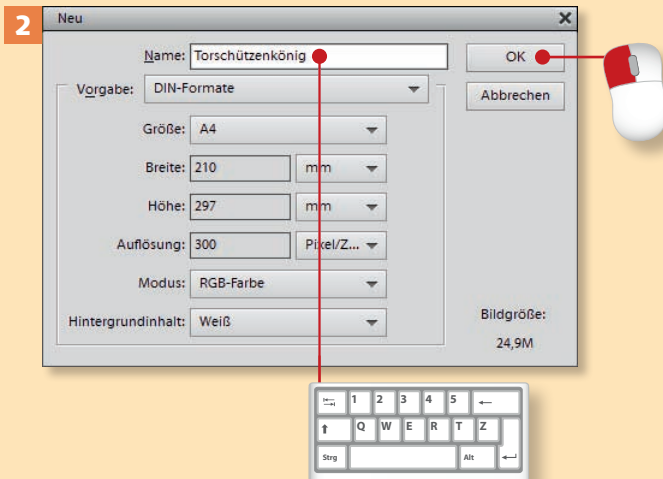 2
Neu
Name: Torschützenkönig
OK
Vorgabe: DIN-Formate
Abbrechen
Größe: A4
Breite: 210 mm
Höhe: 297 mm
Auflösung: 300 Pixel/Z...
Modus: RGB-Farbe
Hintergrundinhalt: Weiß
Bildgröße:
24,9M
1 2 3 4 5
Q W E R T Z
Strg Alt